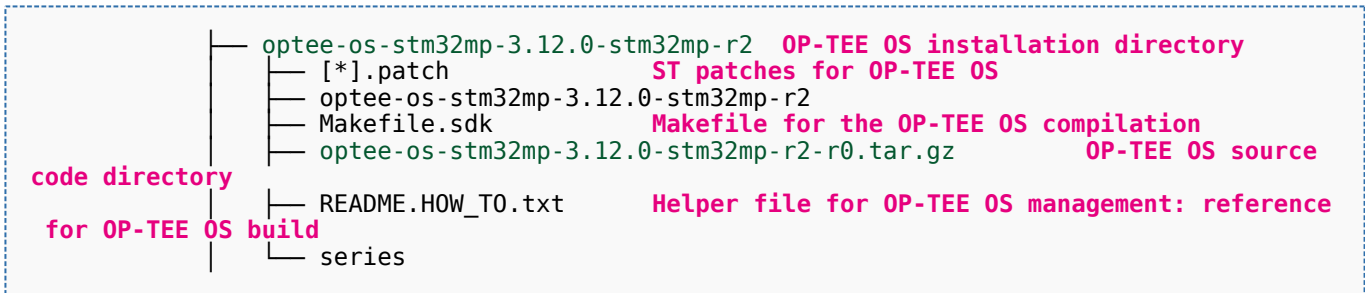 ├── optee-os-stm32mp-3.12.0-stm32mp-r2  OP-TEE OS installation directory
│   ├── [*].patch              ST patches for OP-TEE OS
│   ├── optee-os-stm32mp-3.12.0-stm32mp-r2
│   ├── Makefile.sdk           Makefile for the OP-TEE OS compilation
│   ├── optee-os-stm32mp-3.12.0-stm32mp-r2-r0.tar.gz         OP-TEE OS source
code directory
│   ├── README.HOW_TO.txt      Helper file for OP-TEE OS management: reference
for OP-TEE OS build
│   └── series